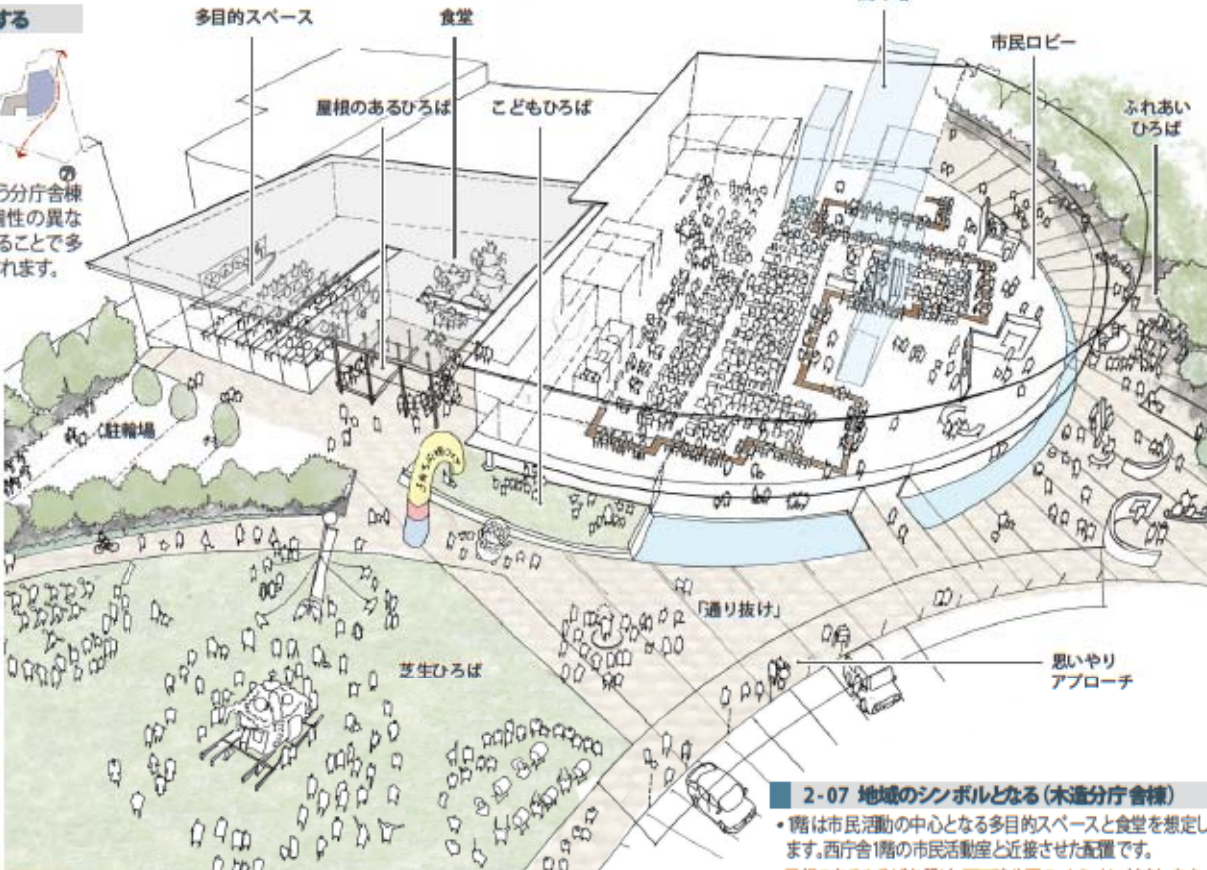 する
多目的スペース
食堂
市民ロビー
屋根のあるひろば
こどもひろば
ふれあい
ひろば
う分庁舎棟
個性の異な
ることで多
れます。
駐輪場
「通り抜け」
芝生ひろば
思いやり
アプローチ
2-07 地域のシンボルとなる(木造分庁舎棟)
・1階は市民活動の中心となる多目的スペースと食堂を想定し
ます。西庁舎1階の市民活動室と近接させた配置です。